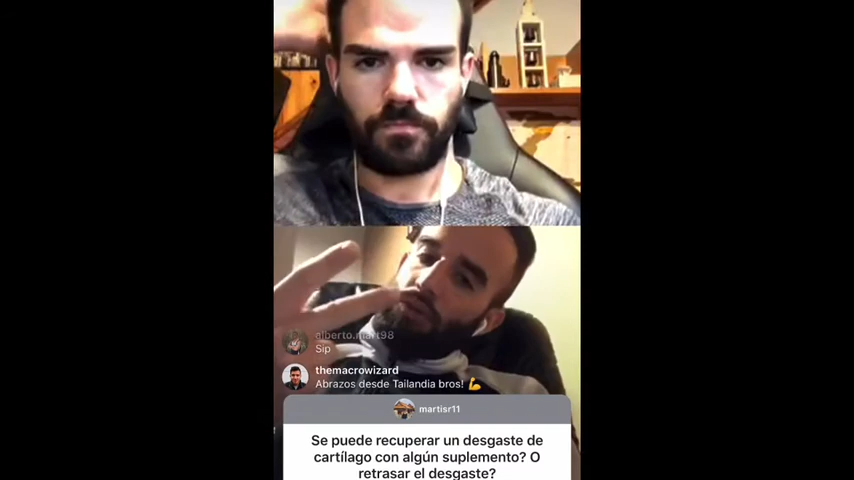 alberto.mart98
Sip
themacrowizard
Abrazos desde Tailandia bros! 💪
martisr11
Se puede recuperar un desgaste de
cartílago con algún suplemento? O
retrasar el desgaste?